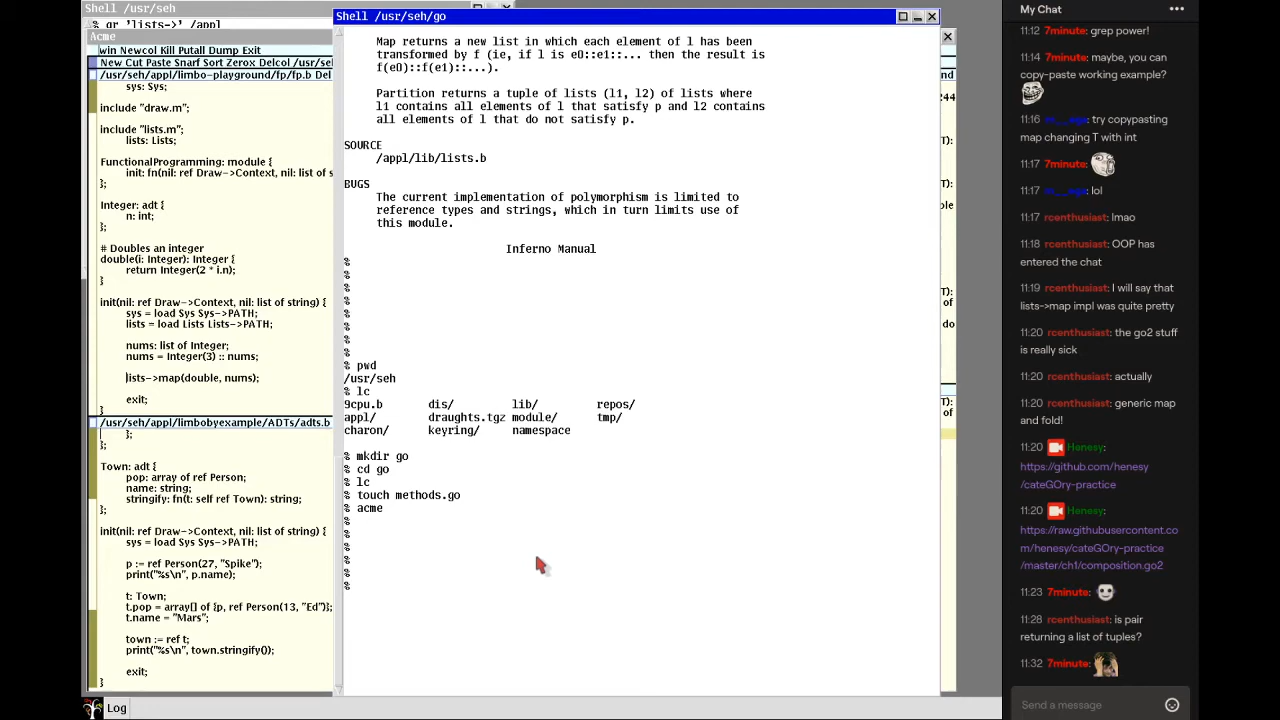 Shell /usr/seh
% gr 'lists->' /appl
Acme
win Newcol Kill Putall Dump Exit
New Cut Paste Snarf Sort Zerox Delcol /usr/seh
/usr/seh/appl/limbo-playground/fp/fp.b Del
sys: Sys;
include "draw.m";
include "lists.m";
lists: Lists;
FunctionalProgramming: module {
init: fn(nil: ref Draw->Context, nil: list of s
};
Integer: adt {
n: int;
};
# Doubles an integer
double(i: Integer): Integer {
return Integer(2 * i.n);
}
init(nil: ref Draw->Context, nil: list of string) {
sys = load Sys Sys->PATH;
lists = load Lists Lists->PATH;
nums: list of Integer;
nums = Integer(3) :: nums;
lists->map(double, nums);
exit;
}
/usr/seh/appl/limbobyexample/ADTs/adts.b
};
};
Town: adt {
pop: array of ref Person;
name: string;
stringify: fn(t: self ref Town): string;
};
init(nil: ref Draw->Context, nil: list of string) {
sys = load Sys Sys->PATH;
p := ref Person(27, "Spike");
print("%s\n", p.name);
t: Town;
t.pop = array[] of {p, ref Person(13, "Ed")};
t.name = "Mars";
town := ref t;
print("%s\n", town.stringify());
exit;
}
Log
Shell /usr/seh/go
Map returns a new list in which each element of l has been
transformed by f (ie, if l is e0::e1::... then the result is
f(e0)::f(e1)::...).
Partition returns a tuple of lists (l1, l2) of lists where
l1 contains all elements of l that satisfy p and l2 contains
all elements of l that do not satisfy p.
SOURCE
/appl/lib/lists.b
BUGS
The current implementation of polymorphism is limited to
reference types and strings, which in turn limits use of
this module.
Inferno Manual
%
%
%
%
%
%
%
%
% pwd
/usr/seh
% lc
9cpu.b dis/ lib/ repos/
appl/ draughts.tgz module/ tmp/
charon/ keyring/ namespace
%
% mkdir go
% cd go
% lc
% touch methods.go
% acme
%
%
%
%
%
%
My Chat
11:12 7minute: grep power!
11:14 7minute: maybe, you can
copy-paste working example?
11:16 : try copypasting
map changing T with int
11:17 7minute:
11:17 : lol
11:17 rcenthusiast: lmao
11:18 rcenthusiast: OOP has
entered the chat
11:19 rcenthusiast: I will say that
lists->map impl was quite pretty
11:20 rcenthusiast: the go2 stuff
is really sick
11:20 rcenthusiast: actually
11:20 rcenthusiast: generic map
and fold!
11:20 Henesy:
https://github.com/henesy
/cateGOry-practice
11:20 Henesy:
https://raw.githubusercontent.co
m/henesy/cateGOry-practice
/master/ch1/composition.go2
11:23 7minute:
11:28 rcenthusiast: is pair
returning a list of tuples?
11:32 7minute:
Send a message